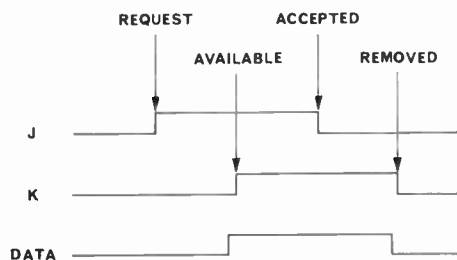 REQUEST ACCEPTED
AVAILABLE REMOVED
J
K
DATA